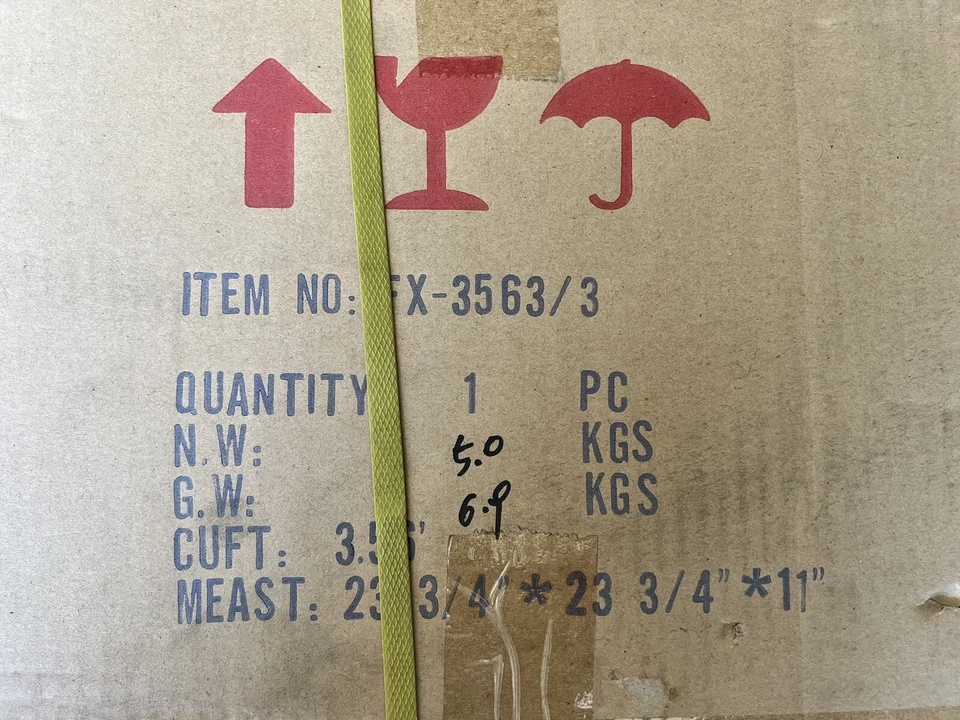 ITEM NO: FX-3563/3
QUANTITY 1 PC
N.W: 5.0 KGS
G.W: 6.9 KGS
CUFT: 3.56'
MEAST: 23 3/4" * 23 3/4" * 11"